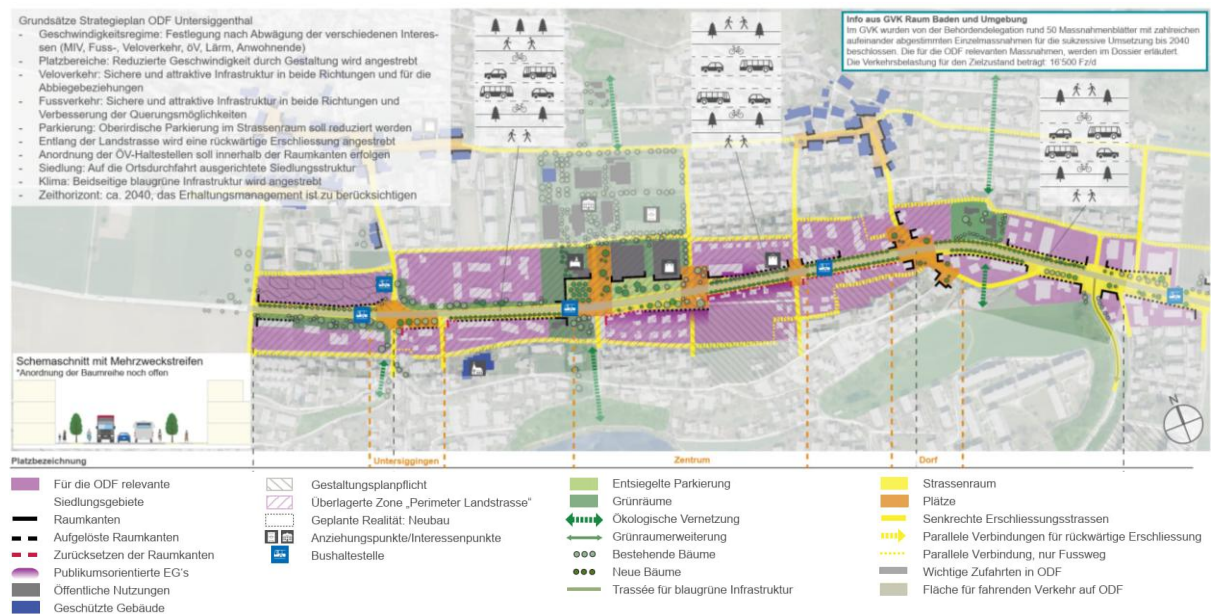 Grundsätze Strategieplan ODF Untersiggenthal
- Geschwindigkeitsregime: Festlegung nach Abwägung der verschiedenen Interes-
sen (MIV, Fuss-, Veloverkehr, öV, Lärm, Anwohnende)
- Platzbereiche: Reduzierte Geschwindigkeit durch Gestaltung wird angestrebt
- Veloverkehr: Sichere und attraktive Infrastruktur in beide Richtungen und für die
Abbiegebeziehungen
- Fussverkehr: Sichere und attraktive Infrastruktur in beide Richtungen und
Verbesserung der Querungsmöglichkeiten
- Parkierung: Oberirdische Parkierung im Strassenraum soll reduziert werden
- Entlang der Landstrasse wird eine rückwärtige Erschliessung angestrebt
- Anordnung der ÖV-Haltestellen soll innerhalb der Raumkanten erfolgen
- Siedlung: Auf die Ortsdurchfahrt ausgerichtete Siedlungsstruktur
- Klima: Beidseitige blaugrüne Infrastruktur wird angestrebt
- Zeithorizont: ca. 2040, das Erhaltungsmanagement ist zu berücksichtigen
Info aus GVK Raum Baden und Umgebung
Im GVK wurden von der Behördendelegation rund 50 Massnahmenblätter mit zahlreichen
aufeinander abgestimmten Einzelmassnahmen für die sukzessive Umsetzung bis 2040
beschlossen. Die für die ODF relevanten Massnahmen, werden im Dossier erläutert.
Die Verkehrsbelastung für den Zielzustand beträgt: 16'500 Fz/d
Schemaschnitt mit Mehrzweckstreifen
*Anordnung der Baumreihe noch offen
N
Platzbezeichnung
Untersiggingen
Zentrum
Dorf
Für die ODF relevante
Siedlungsgebiete
Raumkanten
Aufgelöste Raumkanten
Zurücksetzen der Raumkanten
Publikumsorientierte EG's
Öffentliche Nutzungen
Geschützte Gebäude
Gestaltungsplanpflicht
Überlagerte Zone „Perimeter Landstrasse"
Geplante Realität: Neubau
Anziehungspunkte/Interessenpunkte
Bushaltestelle
Entsiegelte Parkierung
Grünräume
Ökologische Vernetzung
Grünraumerweiterung
Bestehende Bäume
Neue Bäume
Trassée für blaugrüne Infrastruktur
Strassenraum
Plätze
Senkrechte Erschliessungsstrassen
Parallele Verbindungen für rückwärtige Erschliessung
Parallele Verbindung, nur Fussweg
Wichtige Zufahrten in ODF
Fläche für fahrenden Verkehr auf ODF